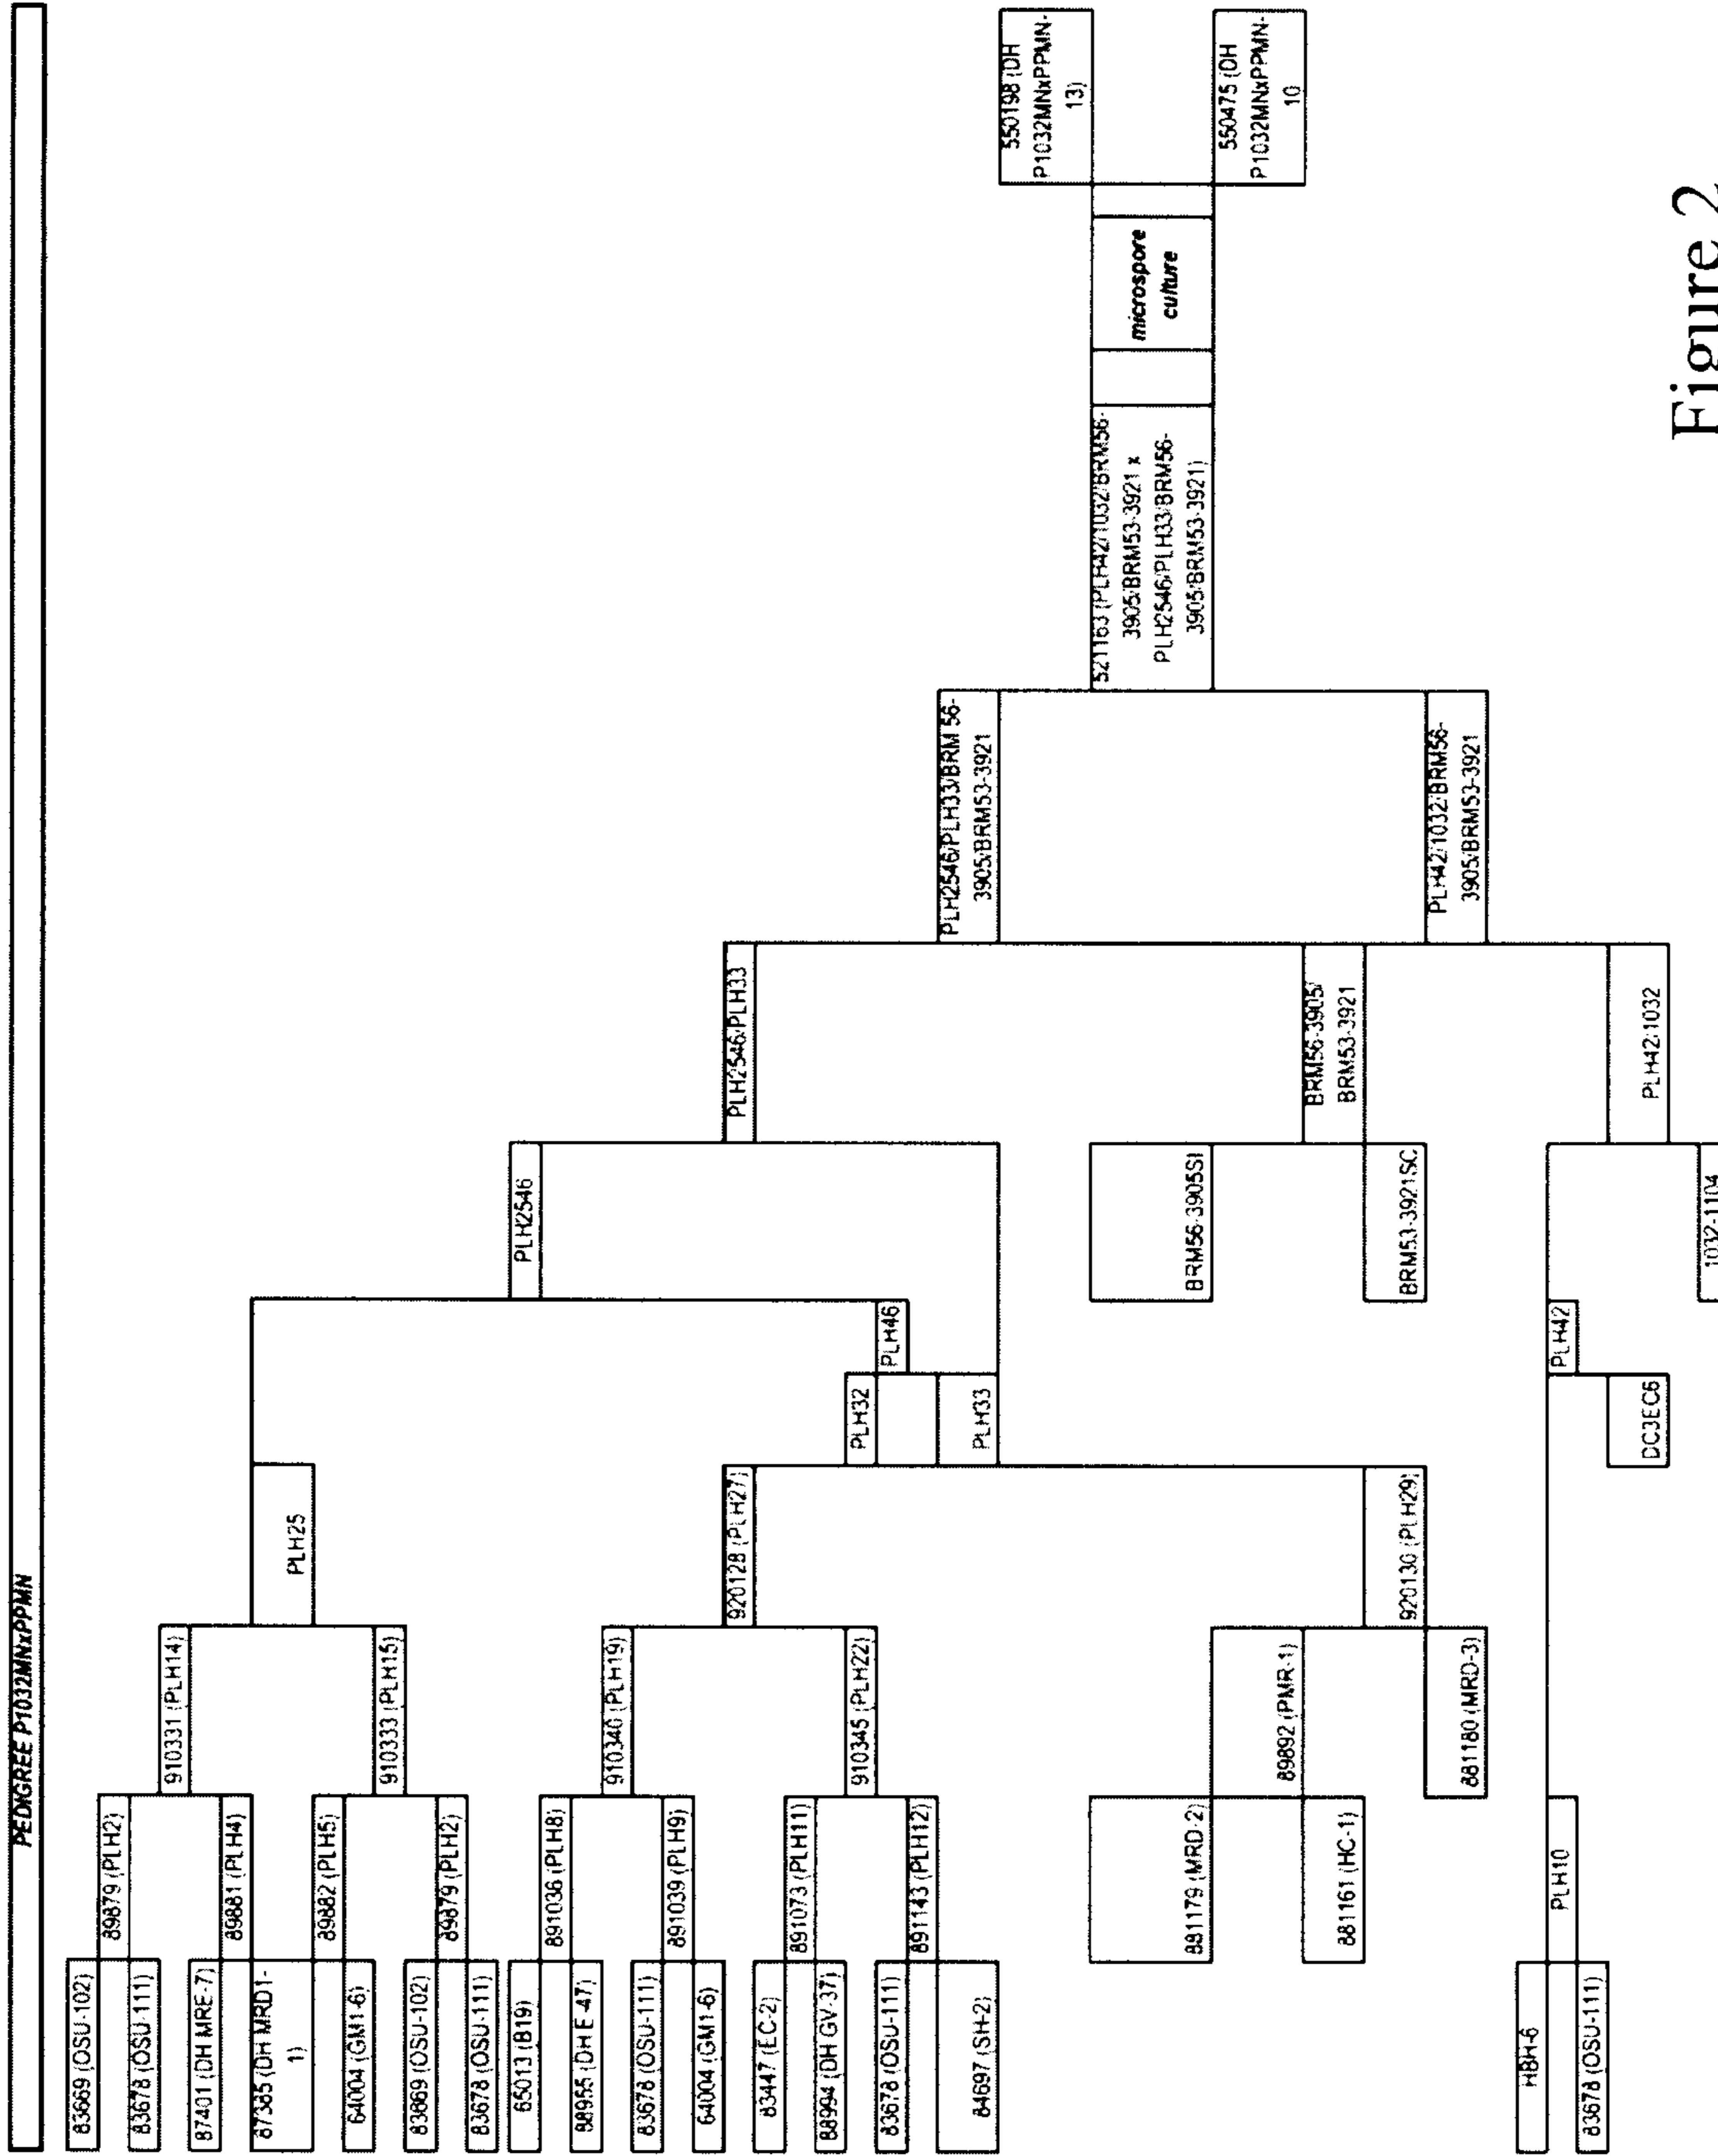 PEDIGREE P1032MNxPPMN
83669 (OSU-102)
83678 (OSU-111)
87401 (DH MRE-7)
87385 (DH MRD1-
1)
64004 (GM1-6)
83669 (OSU-102)
83678 (OSU-111)
65013 (B19)
88955 (DH E-47)
83678 (OSU-111)
64004 (GM1-6)
83447 (EC-2)
88994 (DH GV-37)
83678 (OSU-111)
84697 (SH-2)
HBH-6
83678 (OSU-111)
89879 (PLH2)
89881 (PLH4)
89882 (PLH5)
89879 (PLH2)
891036 (PLH8)
891039 (PLH9)
891073 (PLH11)
891143 (PLH12)
881179 (MRD-2)
881161 (HC-1)
PLH10
910331 (PLH14)
910333 (PLH15)
910340 (PLH19)
910345 (PLH22)
89892 (PMR-1)
881180 (MRD-3)
PLH25
920128 (PLH27)
920130 (PLH29)
PLH32
PLH33
DC3EC6
PLH46
PLH42
PLH2546
BRM56-3905SI
BRM53-3921SC
1032-1104
PLH2546/PLH33
BRM56-3905/
BRM53-3921
PLH42/1032
PLH2546/PLH33/BRM 56-
3905/BRM53-3921
PLH42/1032/BRM56-
3905/BRM53-3921
521163 (PLH42/1032/BRM56-
3905/BRM53-3921 x
PLH2546/PLH33/BRM56-
3905/BRM53-3921)
microspore
culture
550198 (DH
P1032MNxPPMN-
13)
550475 (DH
P1032MNxPPMN-
10
Figure 2